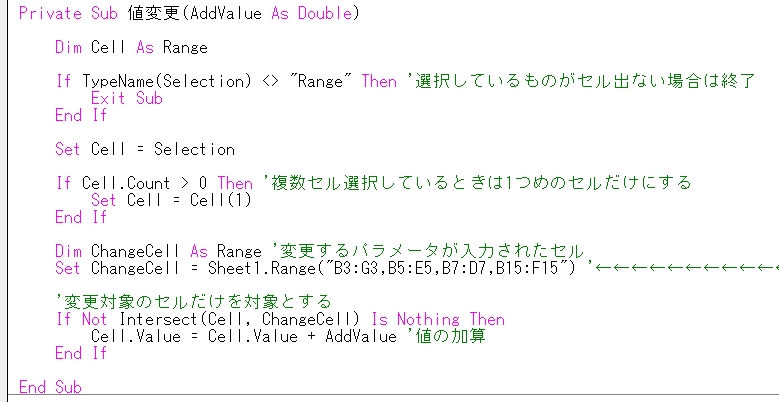 Private Sub 値変更(AddValue As Double)
Dim Cell As Range
If TypeName(Selection) <> "Range" Then '選択しているものがセル出ない場合は終了
Exit Sub
End If
Set Cell = Selection
If Cell.Count > 0 Then '複数セル選択しているときは1つめのセルだけにする
Set Cell = Cell(1)
End If
Dim ChangeCell As Range '変更するパラメータが入力されたセル
Set ChangeCell = Sheet1.Range("B3:G3,B5:E5,B7:D7,B15:F15") '←←←←←←←←←←←
'変更対象のセルだけを対象とする
If Not Intersect(Cell, ChangeCell) Is Nothing Then
Cell.Value = Cell.Value + AddValue '値の加算
End If
End Sub